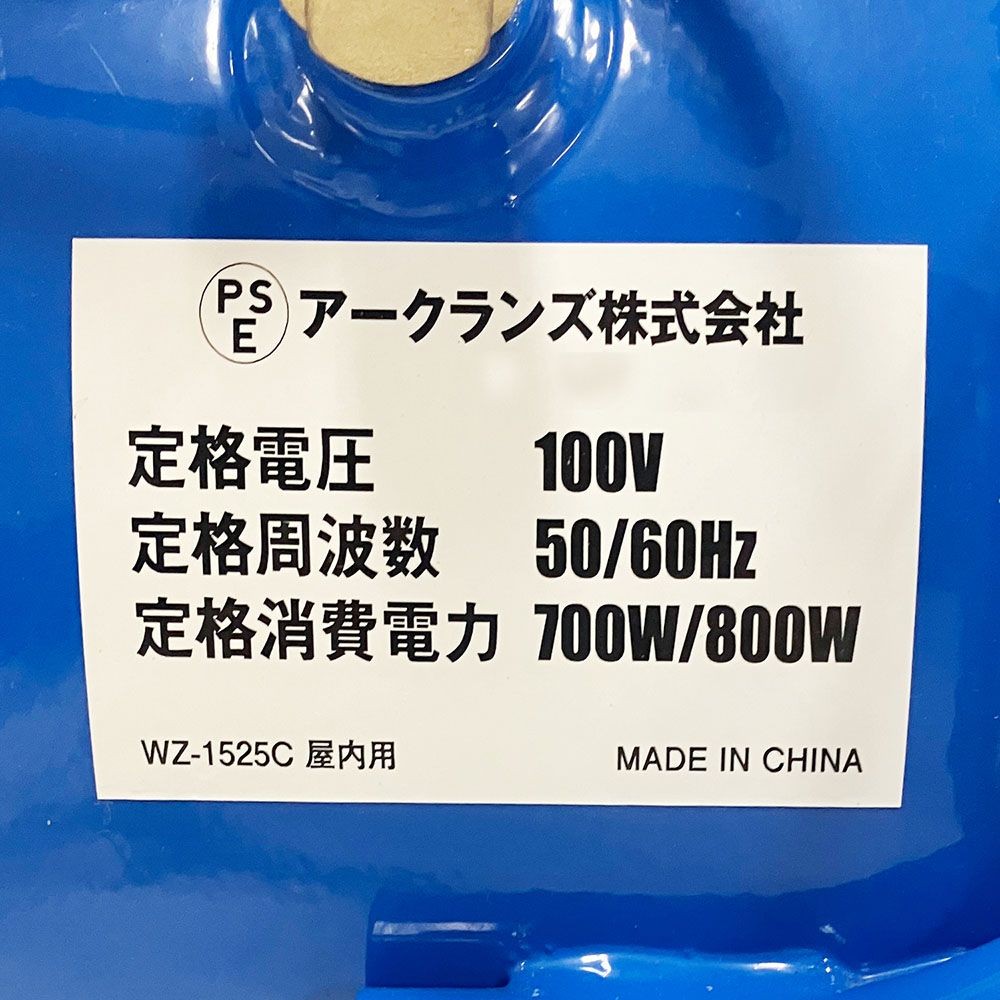 PSE アークランズ株式会社
定格電圧 100V
定格周波数 50/60Hz
定格消費電力 700W/800W
WZ-1525C 屋内用 MADE IN CHINA